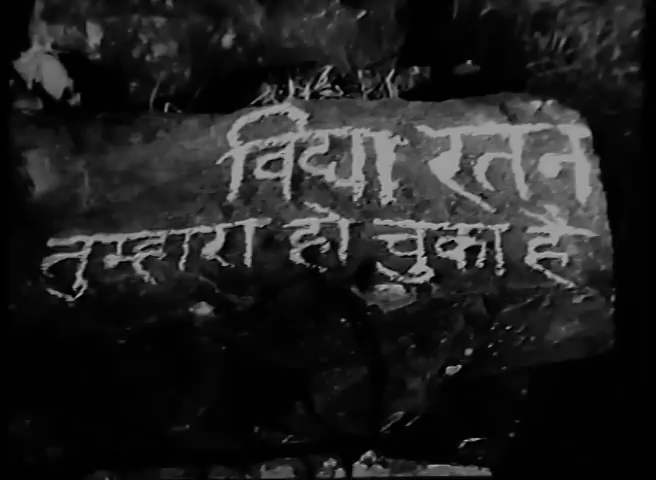 विद्या रतन
तुम्हारा हो चुका है